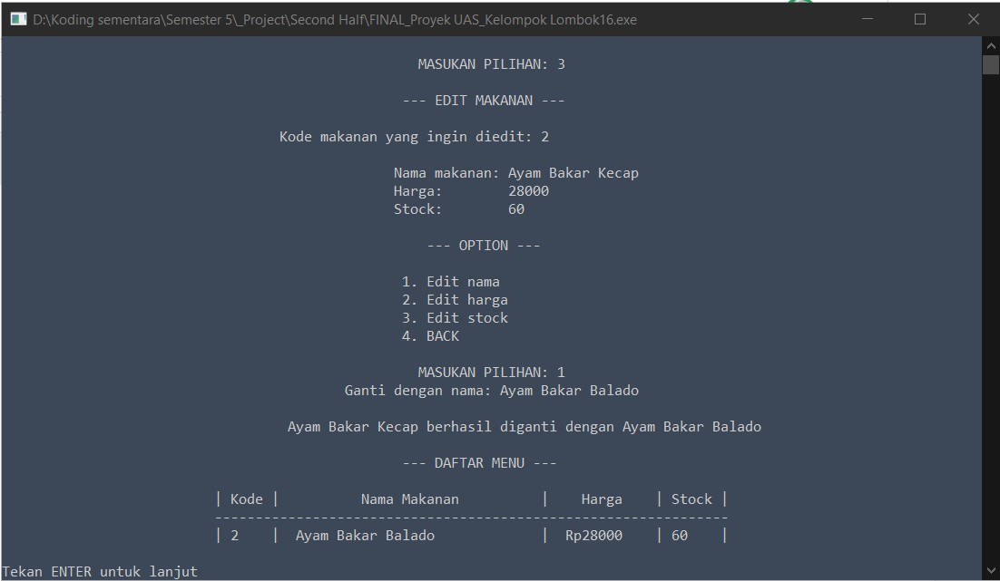 D:\Koding sementara\Semester 5\_Project\Second Half\FINAL_Proyek UAS_Kelompok Lombok16.exe
MASUKAN PILIHAN: 3
--- EDIT MAKANAN ---
Kode makanan yang ingin diedit: 2
Nama makanan: Ayam Bakar Kecap
Harga: 28000
Stock: 60
--- OPTION ---
1. Edit nama
2. Edit harga
3. Edit stock
4. BACK
MASUKAN PILIHAN: 1
Ganti dengan nama: Ayam Bakar Balado
Ayam Bakar Kecap berhasil diganti dengan Ayam Bakar Balado
--- DAFTAR MENU ---
| Kode | Nama Makanan | Harga | Stock |
---------------------------------------------------------------
| 2 | Ayam Bakar Balado | Rp28000 | 60 |
Tekan ENTER untuk lanjut